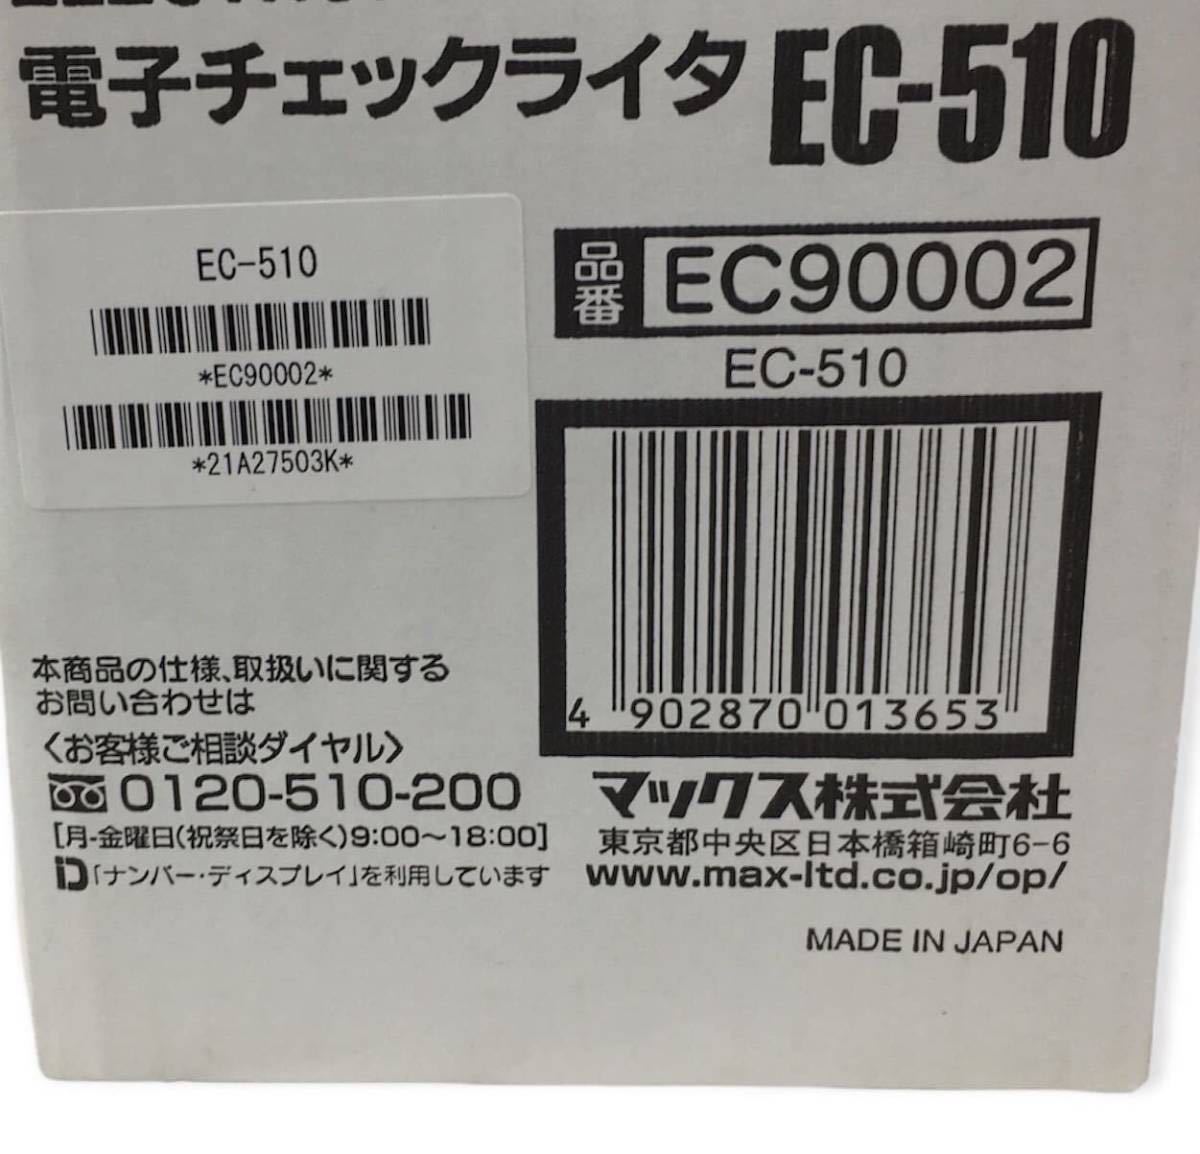 電子チェックライタ EC-510
EC-510
*EC90002*
*21A27503K*
品番 EC90002
EC-510
4 902870 013653
本商品の仕様、取扱いに関する
お問い合わせは
〈お客様ご相談ダイヤル〉
0120-510-200
[月-金曜日(祝祭日を除く)9:00〜18:00]
D「ナンバー・ディスプレイ」を利用しています
マックス株式会社
東京都中央区日本橋箱崎町6-6
www.max-ltd.co.jp/op/
MADE IN JAPAN